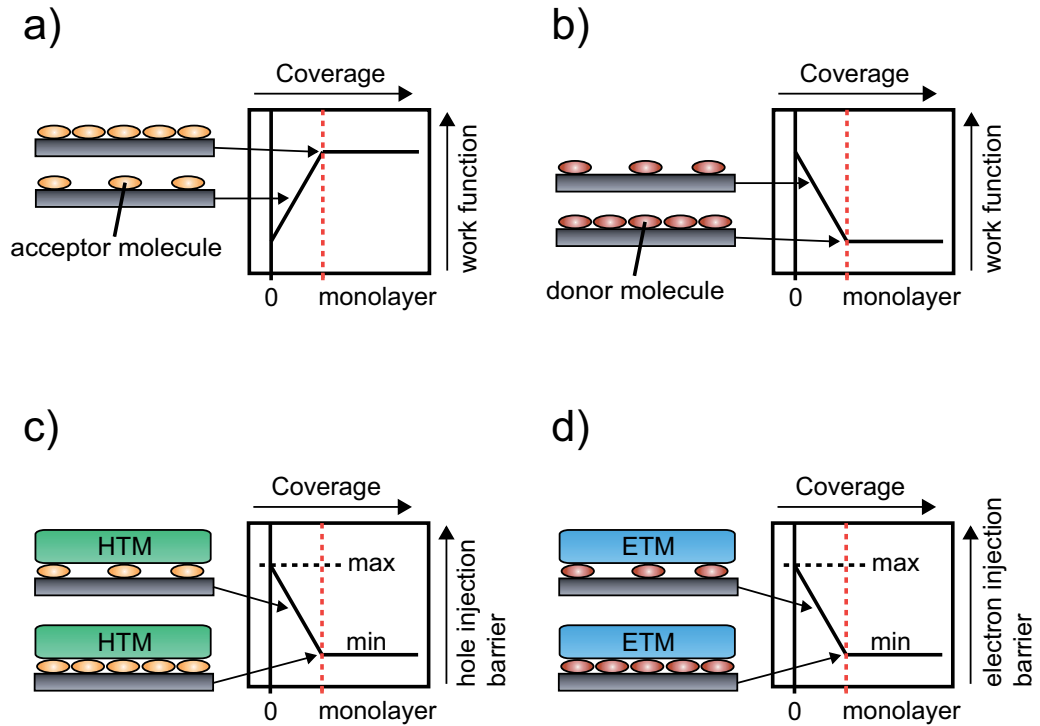 a)
Coverage
work function
acceptor molecule
0
monolayer
b)
Coverage
work function
donor molecule
0
monolayer
c)
Coverage
HTM
max
HTM
min
hole injection
barrier
0
monolayer
d)
Coverage
ETM
max
ETM
min
electron injection
barrier
0
monolayer